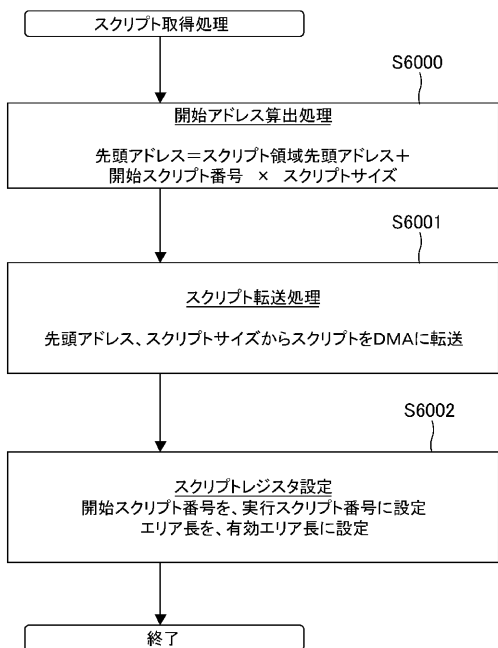 スクリプト取得処理
S6000
開始アドレス算出処理
先頭アドレス＝スクリプト領域先頭アドレス＋
開始スクリプト番号 × スクリプトサイズ
S6001
スクリプト転送処理
先頭アドレス、スクリプトサイズからスクリプトをDMAに転送
S6002
スクリプトレジスタ設定
開始スクリプト番号を、実行スクリプト番号に設定
エリア長を、有効エリア長に設定
終了